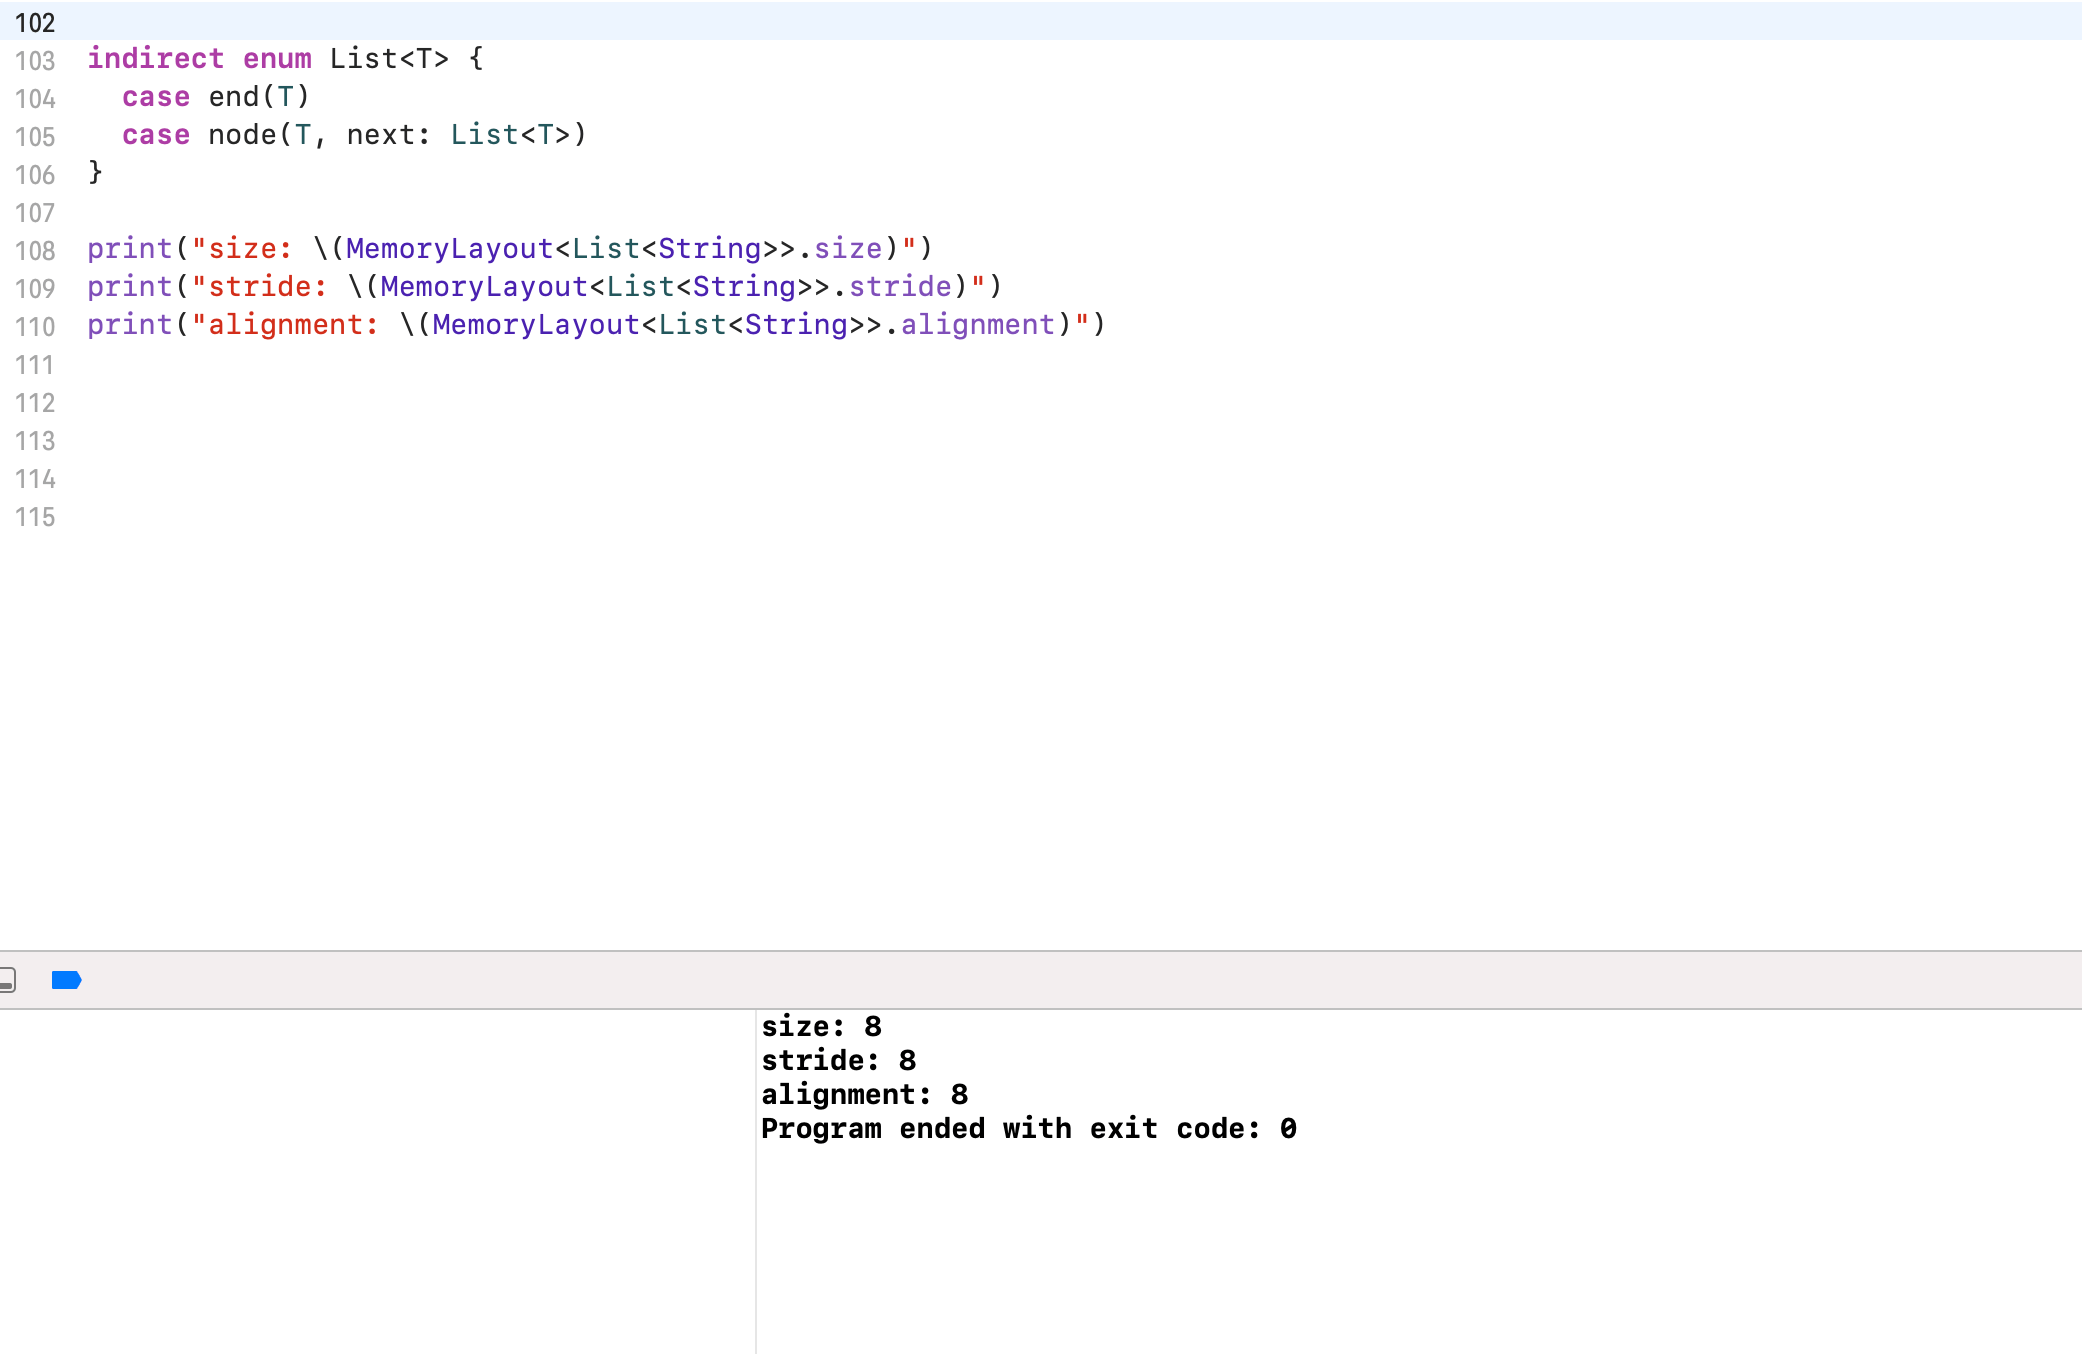 102
103 indirect enum List<T> {
104   case end(T)
105   case node(T, next: List<T>)
106 }
107
108 print("size: \(MemoryLayout<List<String>>.size)")
109 print("stride: \(MemoryLayout<List<String>>.stride)")
110 print("alignment: \(MemoryLayout<List<String>>.alignment)")
111
112
113
114
115
size: 8
stride: 8
alignment: 8
Program ended with exit code: 0